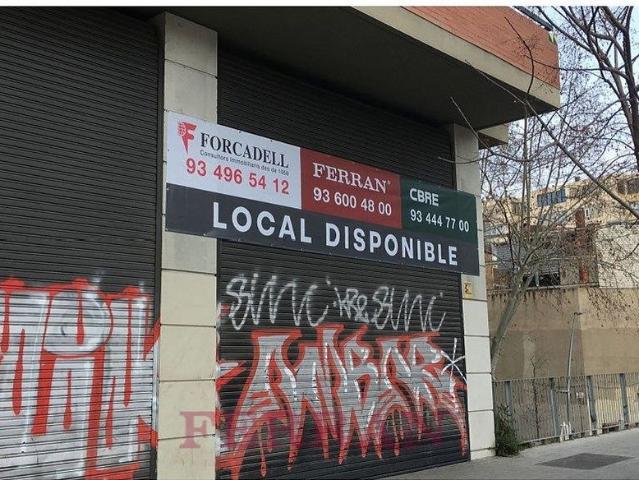 FORCADELL
Consultors Immobiliaris des de 1958
93 496 54 12
FERRAN®
93 600 48 00
CBRE
93 444 77 00
LOCAL DISPONIBLE